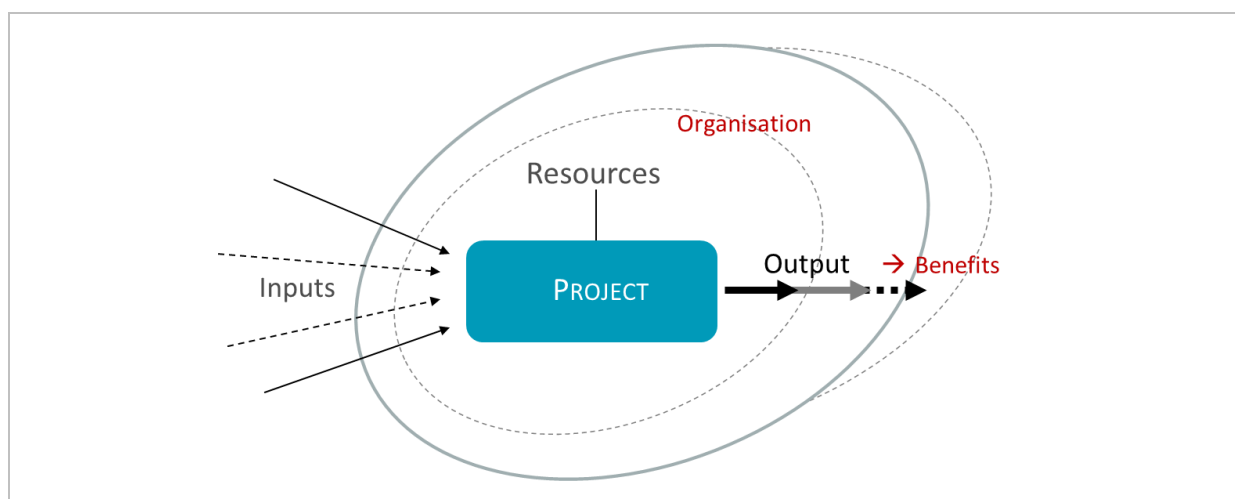 Organisation
Resources
Output → Benefits
Inputs
PROJECT